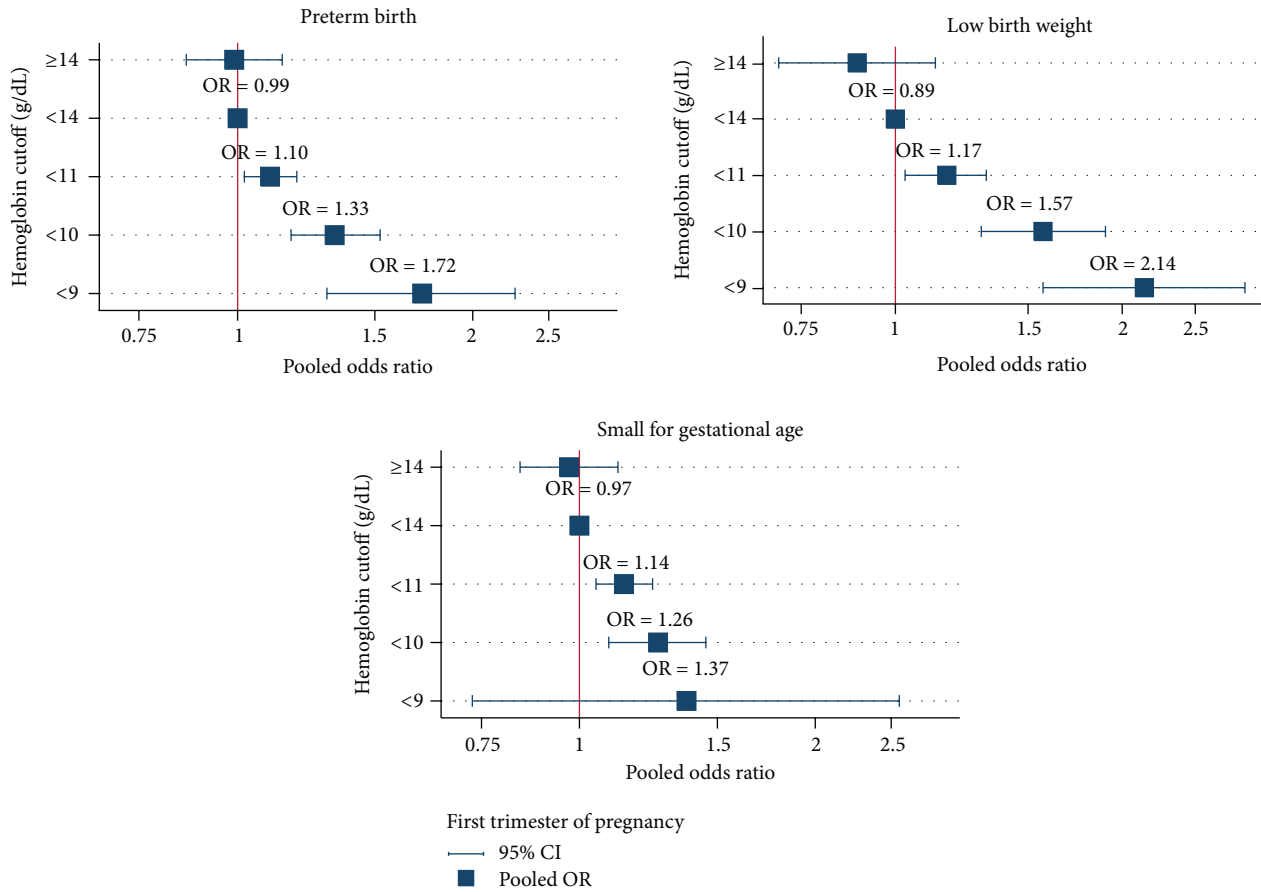 Preterm birth
Hemoglobin cutoff (g/dL)
≥14
OR = 0.99
<14
OR = 1.10
<11
OR = 1.33
<10
OR = 1.72
<9
0.75 1 1.5 2 2.5
Pooled odds ratio
Low birth weight
Hemoglobin cutoff (g/dL)
≥14
OR = 0.89
<14
OR = 1.17
<11
OR = 1.57
<10
OR = 2.14
<9
0.75 1 1.5 2 2.5
Pooled odds ratio
Small for gestational age
Hemoglobin cutoff (g/dL)
≥14
OR = 0.97
<14
OR = 1.14
<11
OR = 1.26
<10
OR = 1.37
<9
0.75 1 1.5 2 2.5
Pooled odds ratio
First trimester of pregnancy
95% CI
Pooled OR